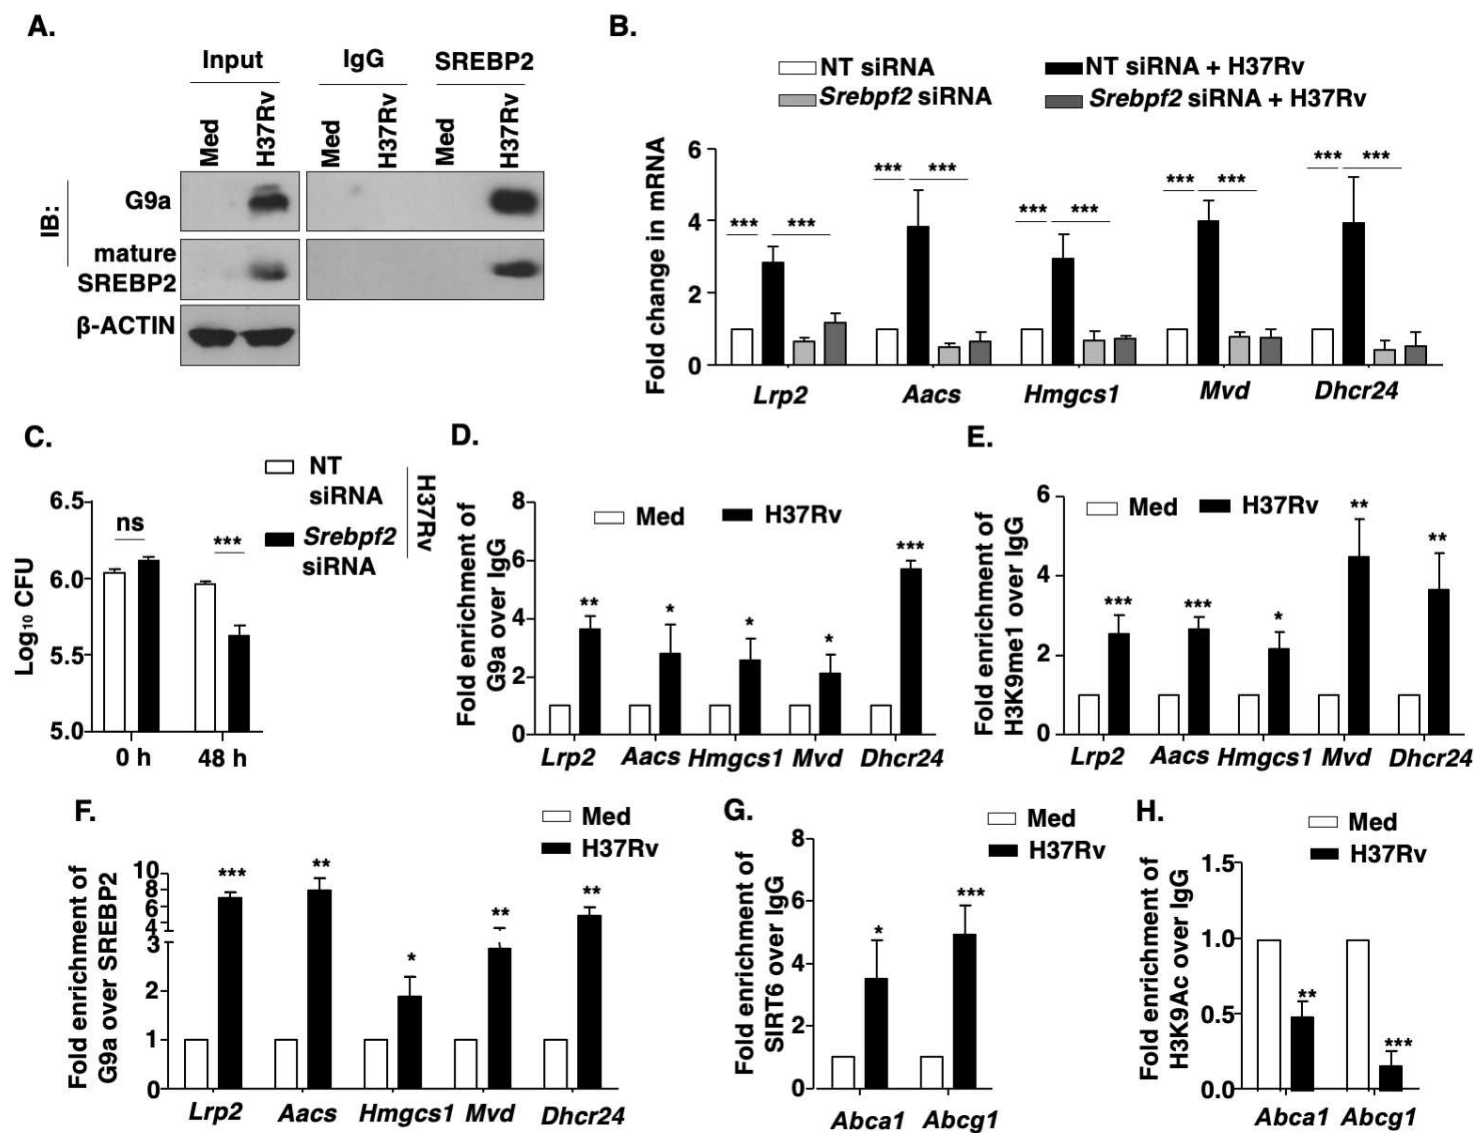 A.
Input
IgG
SREBP2
Med
H37Rv
Med
H37Rv
Med
H37Rv
IB:
G9a
mature
SREBP2
β-ACTIN
B.
NT siRNA
NT siRNA + H37Rv
Srebpf2 siRNA
Srebpf2 siRNA + H37Rv
Fold change in mRNA
6
4
2
0
***
***
***
***
***
***
***
***
***
***
Lrp2
Aacs
Hmgcs1
Mvd
Dhcr24
C.
NT
siRNA
Srebpf2
siRNA
H37Rv
Log₁₀ CFU
6.5
6.0
5.5
5.0
ns
***
0 h
48 h
D.
Med
H37Rv
Fold enrichment of
G9a over IgG
8
6
4
2
0
**
*
*
*
***
Lrp2
Aacs
Hmgcs1
Mvd
Dhcr24
E.
Med
H37Rv
Fold enrichment of
H3K9me1 over IgG
6
4
2
0
***
***
*
**
**
Lrp2
Aacs
Hmgcs1
Mvd
Dhcr24
F.
Med
H37Rv
Fold enrichment of
G9a over SREBP2
10
8
6
4
3
2
1
0
***
**
*
**
**
Lrp2
Aacs
Hmgcs1
Mvd
Dhcr24
G.
Med
H37Rv
Fold enrichment of
SIRT6 over IgG
8
6
4
2
0
*
***
Abca1
Abcg1
H.
Med
H37Rv
Fold enrichment of
H3K9Ac over IgG
1.5
1.0
0.5
0.0
**
***
Abca1
Abcg1